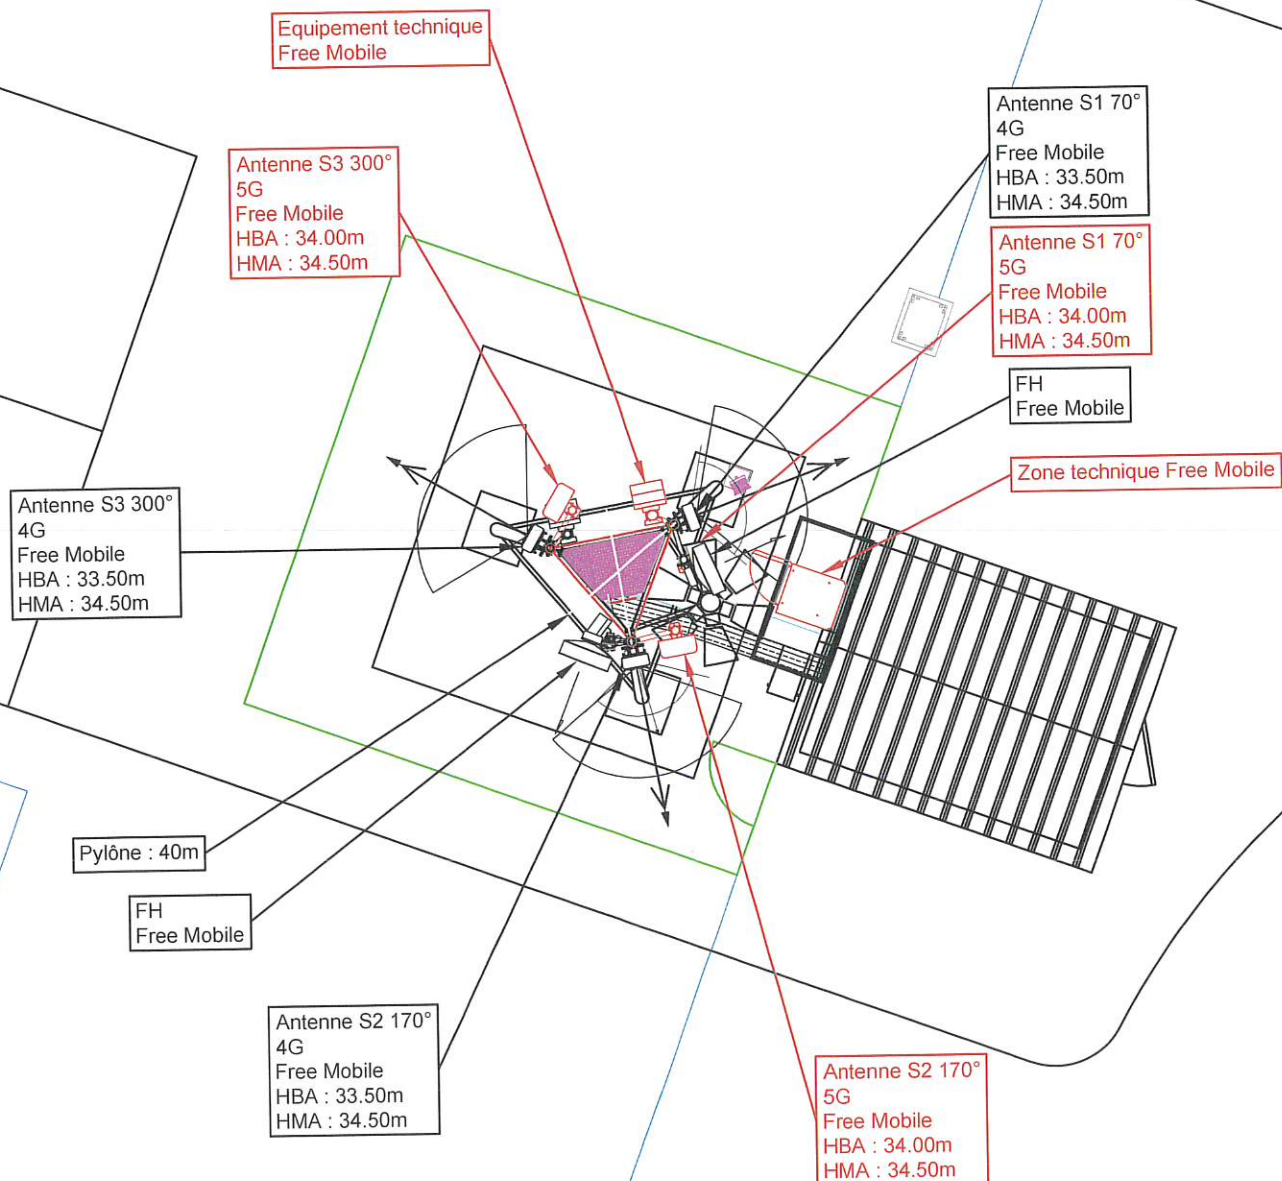 Equipement technique
Free Mobile
Antenne S1 70°
4G
Free Mobile
HBA : 33.50m
HMA : 34.50m
Antenne S3 300°
5G
Free Mobile
HBA : 34.00m
HMA : 34.50m
Antenne S1 70°
5G
Free Mobile
HBA : 34.00m
HMA : 34.50m
FH
Free Mobile
Zone technique Free Mobile
Antenne S3 300°
4G
Free Mobile
HBA : 33.50m
HMA : 34.50m
Pylône : 40m
FH
Free Mobile
Antenne S2 170°
4G
Free Mobile
HBA : 33.50m
HMA : 34.50m
Antenne S2 170°
5G
Free Mobile
HBA : 34.00m
HMA : 34.50m